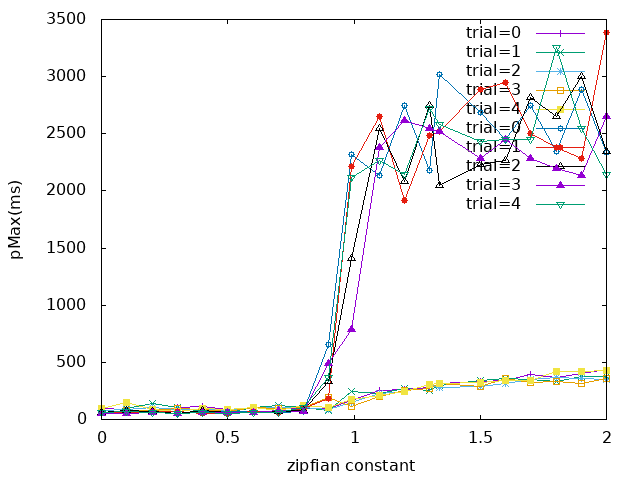 pMax(ms)
3500
3000
2500
2000
1500
1000
500
0
0
0.5
1
1.5
2
zipfian constant
trial=0
trial=1
trial=2
trial=3
trial=4
trial=0
trial=1
trial=2
trial=3
trial=4